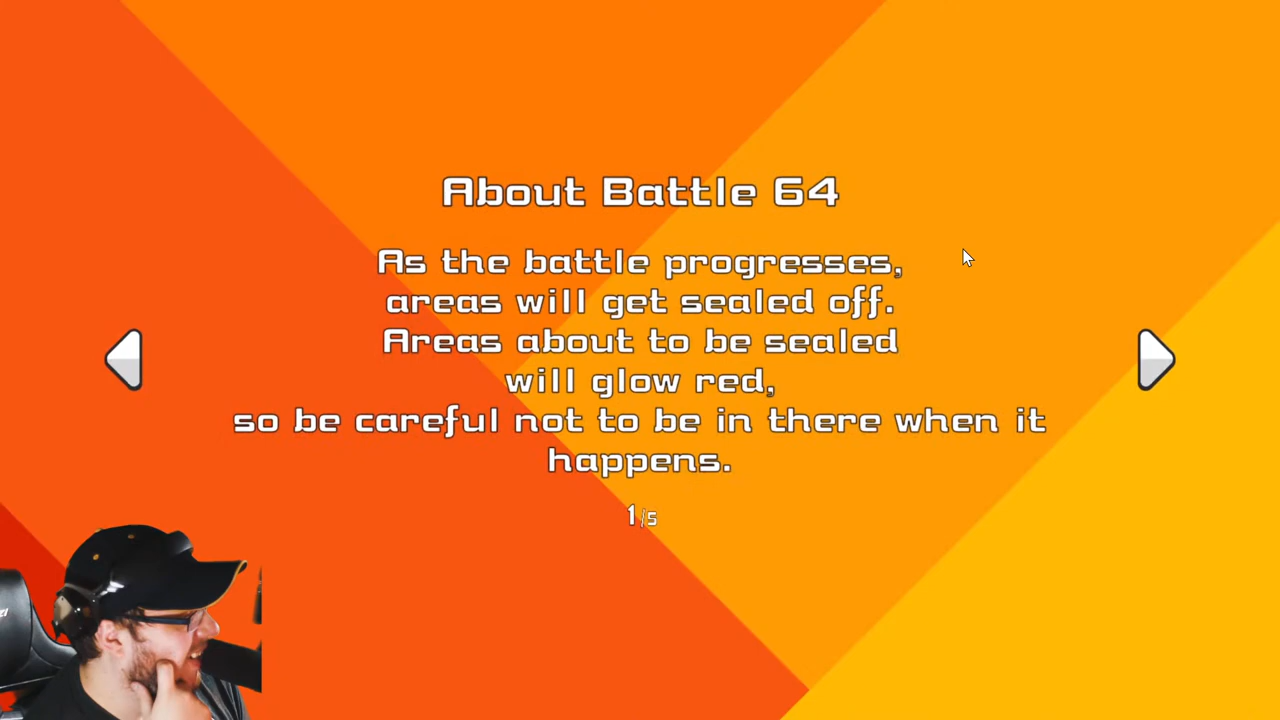 About Battle 64
As the battle progresses,
areas will get sealed off.
Areas about to be sealed
will glow red,
so be careful not to be in there when it
happens.
1/5